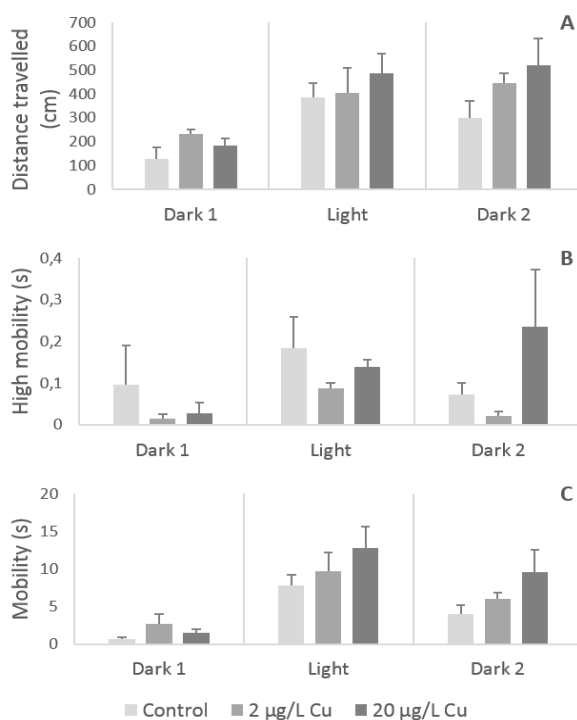 A
Distance travelled
(cm)
700
600
500
400
300
200
100
0
Dark 1 Light Dark 2
B
High mobility (s)
0,4
0,3
0,2
0,1
0
Dark 1 Light Dark 2
C
Mobility (s)
20
15
10
5
0
Dark 1 Light Dark 2
Control 2 µg/L Cu 20 µg/L Cu